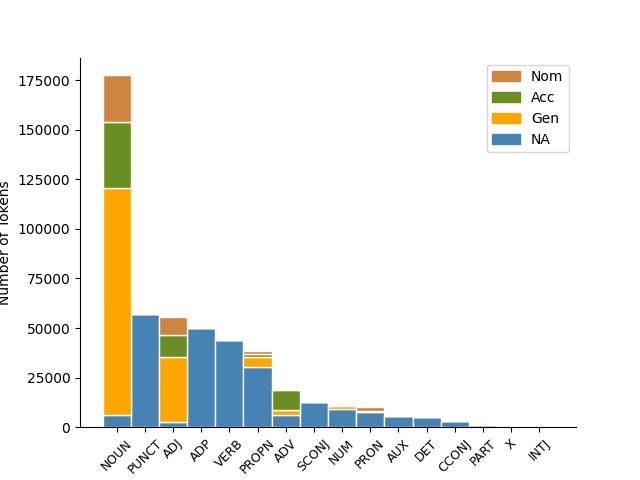 175000
150000
125000
100000
75000
50000
25000
0
Number of Tokens
Nom
Acc
Gen
NA
NOUN PUNCT ADJ ADP VERB PROPN ADV SCONJ NUM PRON AUX DET CCONJ PART X INTJ